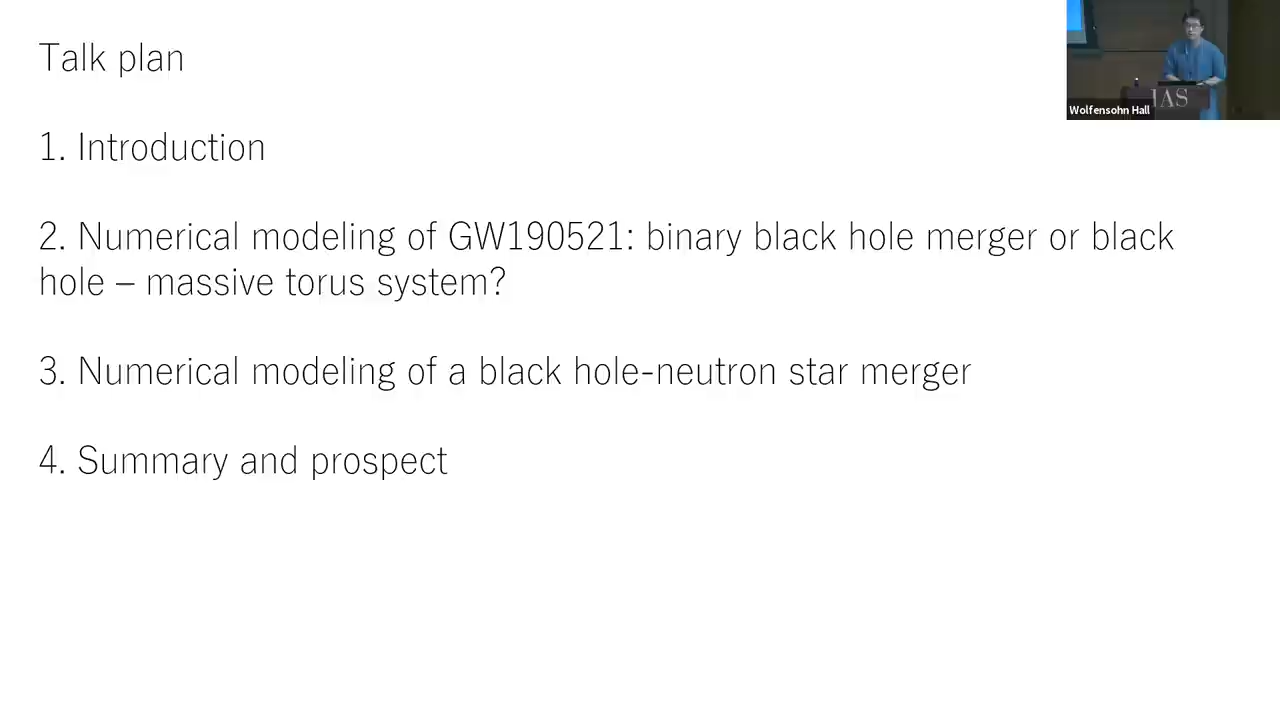 Talk plan
1. Introduction
2. Numerical modeling of GW190521: binary black hole merger or black
hole – massive torus system?
3. Numerical modeling of a black hole-neutron star merger
4. Summary and prospect
IAS
Wolfensohn Hall